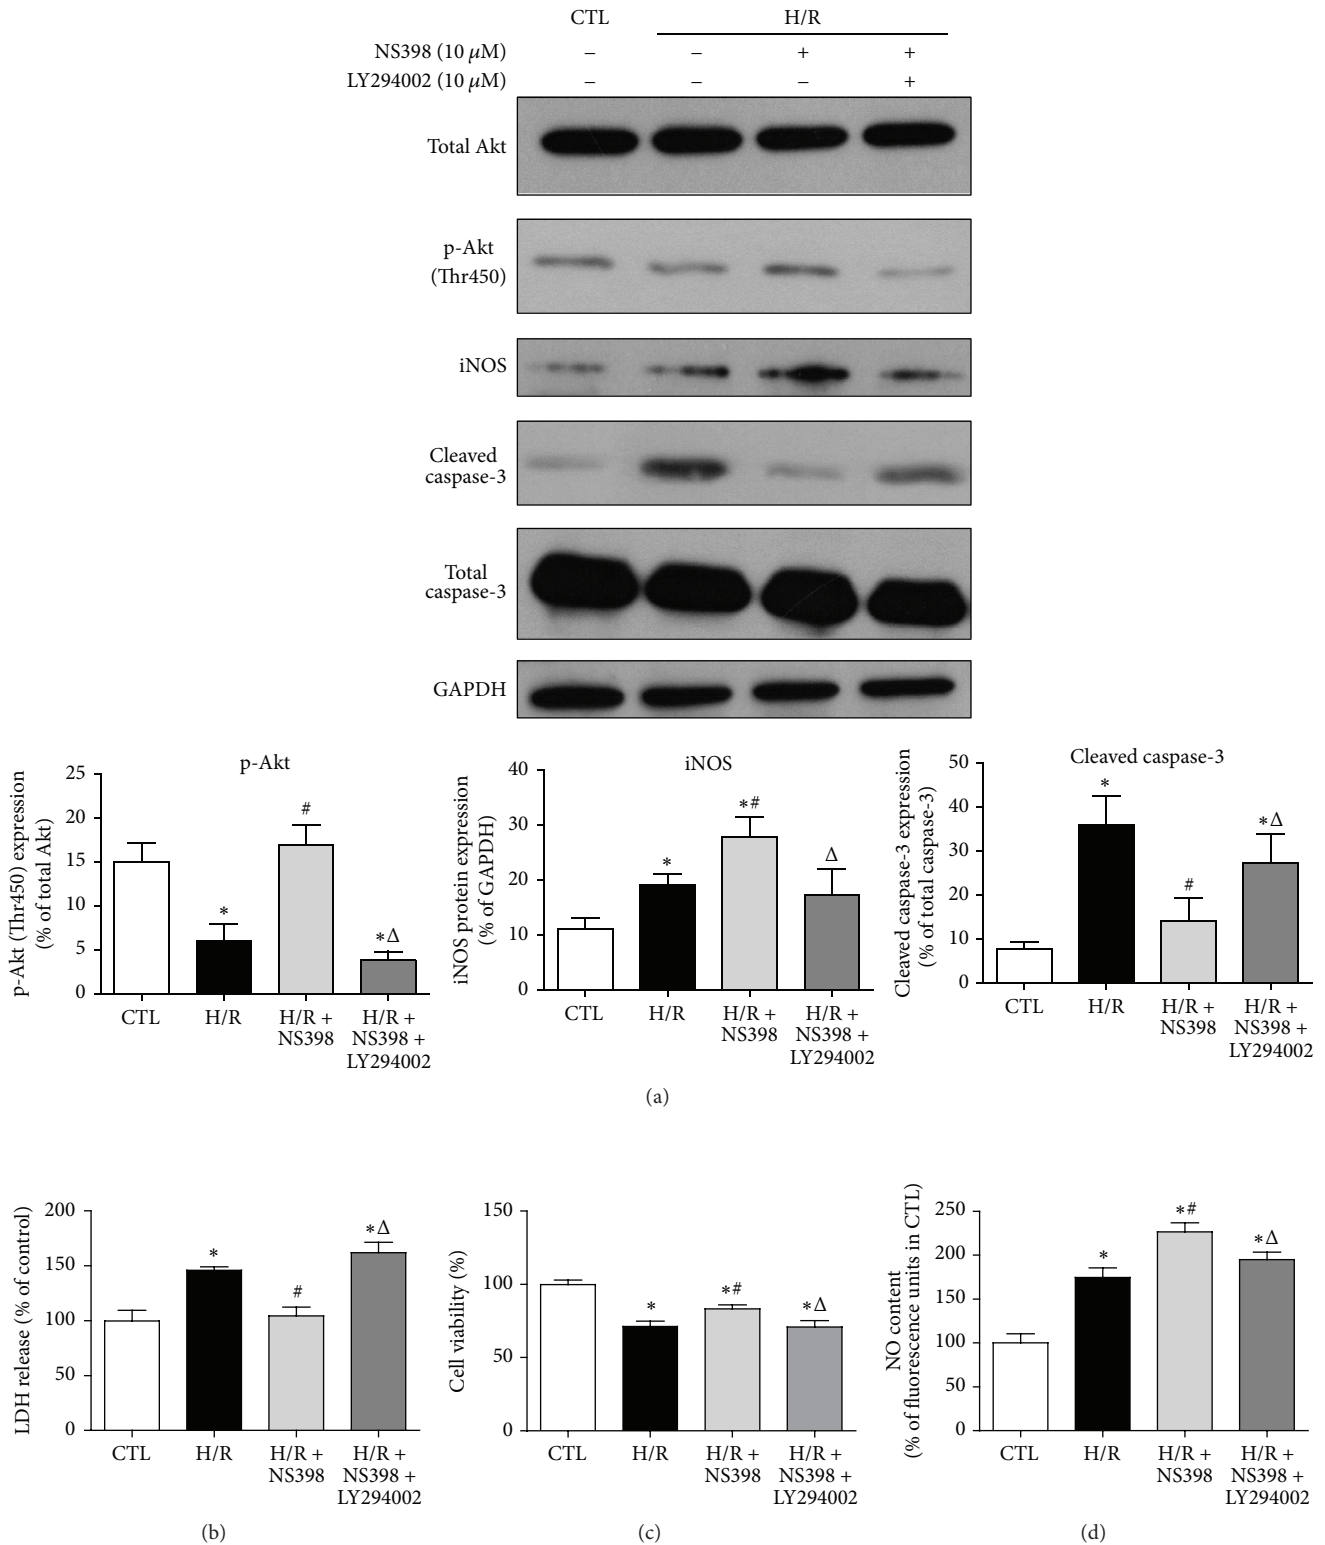 CTL H/R
NS398 (10 μM) – – + +
LY294002 (10 μM) – – – +
Total Akt
p-Akt
(Thr450)
iNOS
Cleaved
caspase-3
Total
caspase-3
GAPDH
p-Akt
p-Akt (Thr450) expression
(% of total Akt)
25
20
15
10
5
0
*
#
*Δ
CTL H/R H/R + H/R +
NS398 NS398 +
LY294002
iNOS
iNOS protein expression
(% of GAPDH)
40
30
20
10
0
*
*#
Δ
CTL H/R H/R + H/R +
NS398 NS398 +
LY294002
Cleaved caspase-3
Cleaved caspase-3 expression
(% of total caspase-3)
50
40
30
20
10
0
*
#
*Δ
CTL H/R H/R + H/R +
NS398 NS398 +
LY294002
(a)
LDH release (% of control)
200
150
100
50
0
*
#
*Δ
CTL H/R H/R + H/R +
NS398 NS398 +
LY294002
(b)
Cell viability (%)
150
100
50
0
*
*#
*Δ
CTL H/R H/R + H/R +
NS398 NS398 +
LY294002
(c)
NO content
(% of fluorescence units in CTL)
250
200
150
100
50
0
*
*#
*Δ
CTL H/R H/R + H/R +
NS398 NS398 +
LY294002
(d)